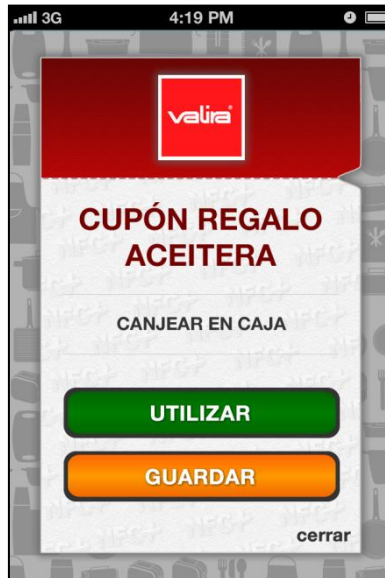 3G 4:19 PM
valira
CUPÓN REGALO
ACEITERA
CANJEAR EN CAJA
UTILIZAR
GUARDAR
cerrar